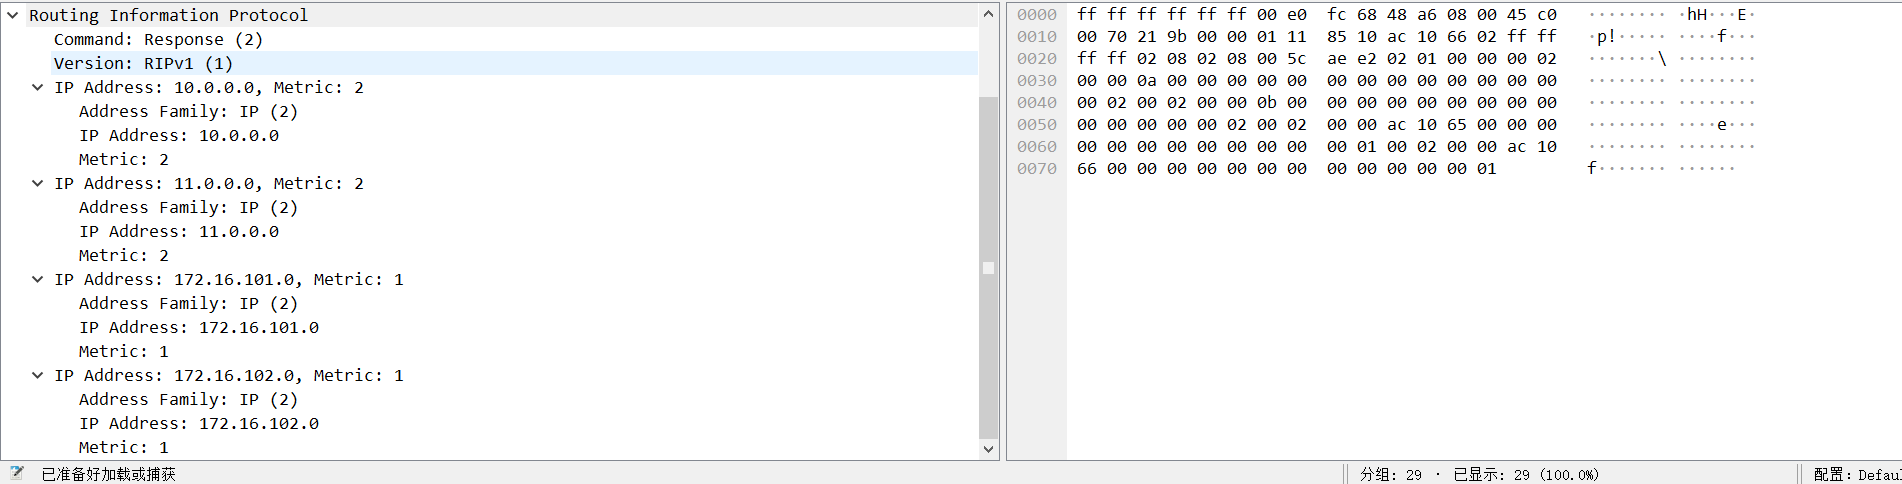 Routing Information Protocol
Command: Response (2)
Version: RIPv1 (1)
IP Address: 10.0.0.0, Metric: 2
Address Family: IP (2)
IP Address: 10.0.0.0
Metric: 2
IP Address: 11.0.0.0, Metric: 2
Address Family: IP (2)
IP Address: 11.0.0.0
Metric: 2
IP Address: 172.16.101.0, Metric: 1
Address Family: IP (2)
IP Address: 172.16.101.0
Metric: 1
IP Address: 172.16.102.0, Metric: 1
Address Family: IP (2)
IP Address: 172.16.102.0
Metric: 1
0000 ff ff ff ff ff ff 00 e0 fc 68 48 a6 08 00 45 c0 ········ ·hH···E·
0010 00 70 21 9b 00 00 01 11 85 10 ac 10 66 02 ff ff ·p!····· ····f···
0020 ff ff 02 08 02 08 00 5c ae e2 02 01 00 00 00 02 ·······\ ········
0030 00 00 0a 00 00 00 00 00 00 00 00 00 00 00 00 00 ········ ········
0040 00 02 00 02 00 00 0b 00 00 00 00 00 00 00 00 00 ········ ········
0050 00 00 00 00 00 02 00 02 00 00 ac 10 65 00 00 00 ········ ····e···
0060 00 00 00 00 00 00 00 00 00 01 00 02 00 00 ac 10 ········ ········
0070 66 00 00 00 00 00 00 00 00 00 00 00 00 01 f······· ······
已准备好加载或捕获
分组: 29 · 已显示: 29 (100.0%)
配置: Defau